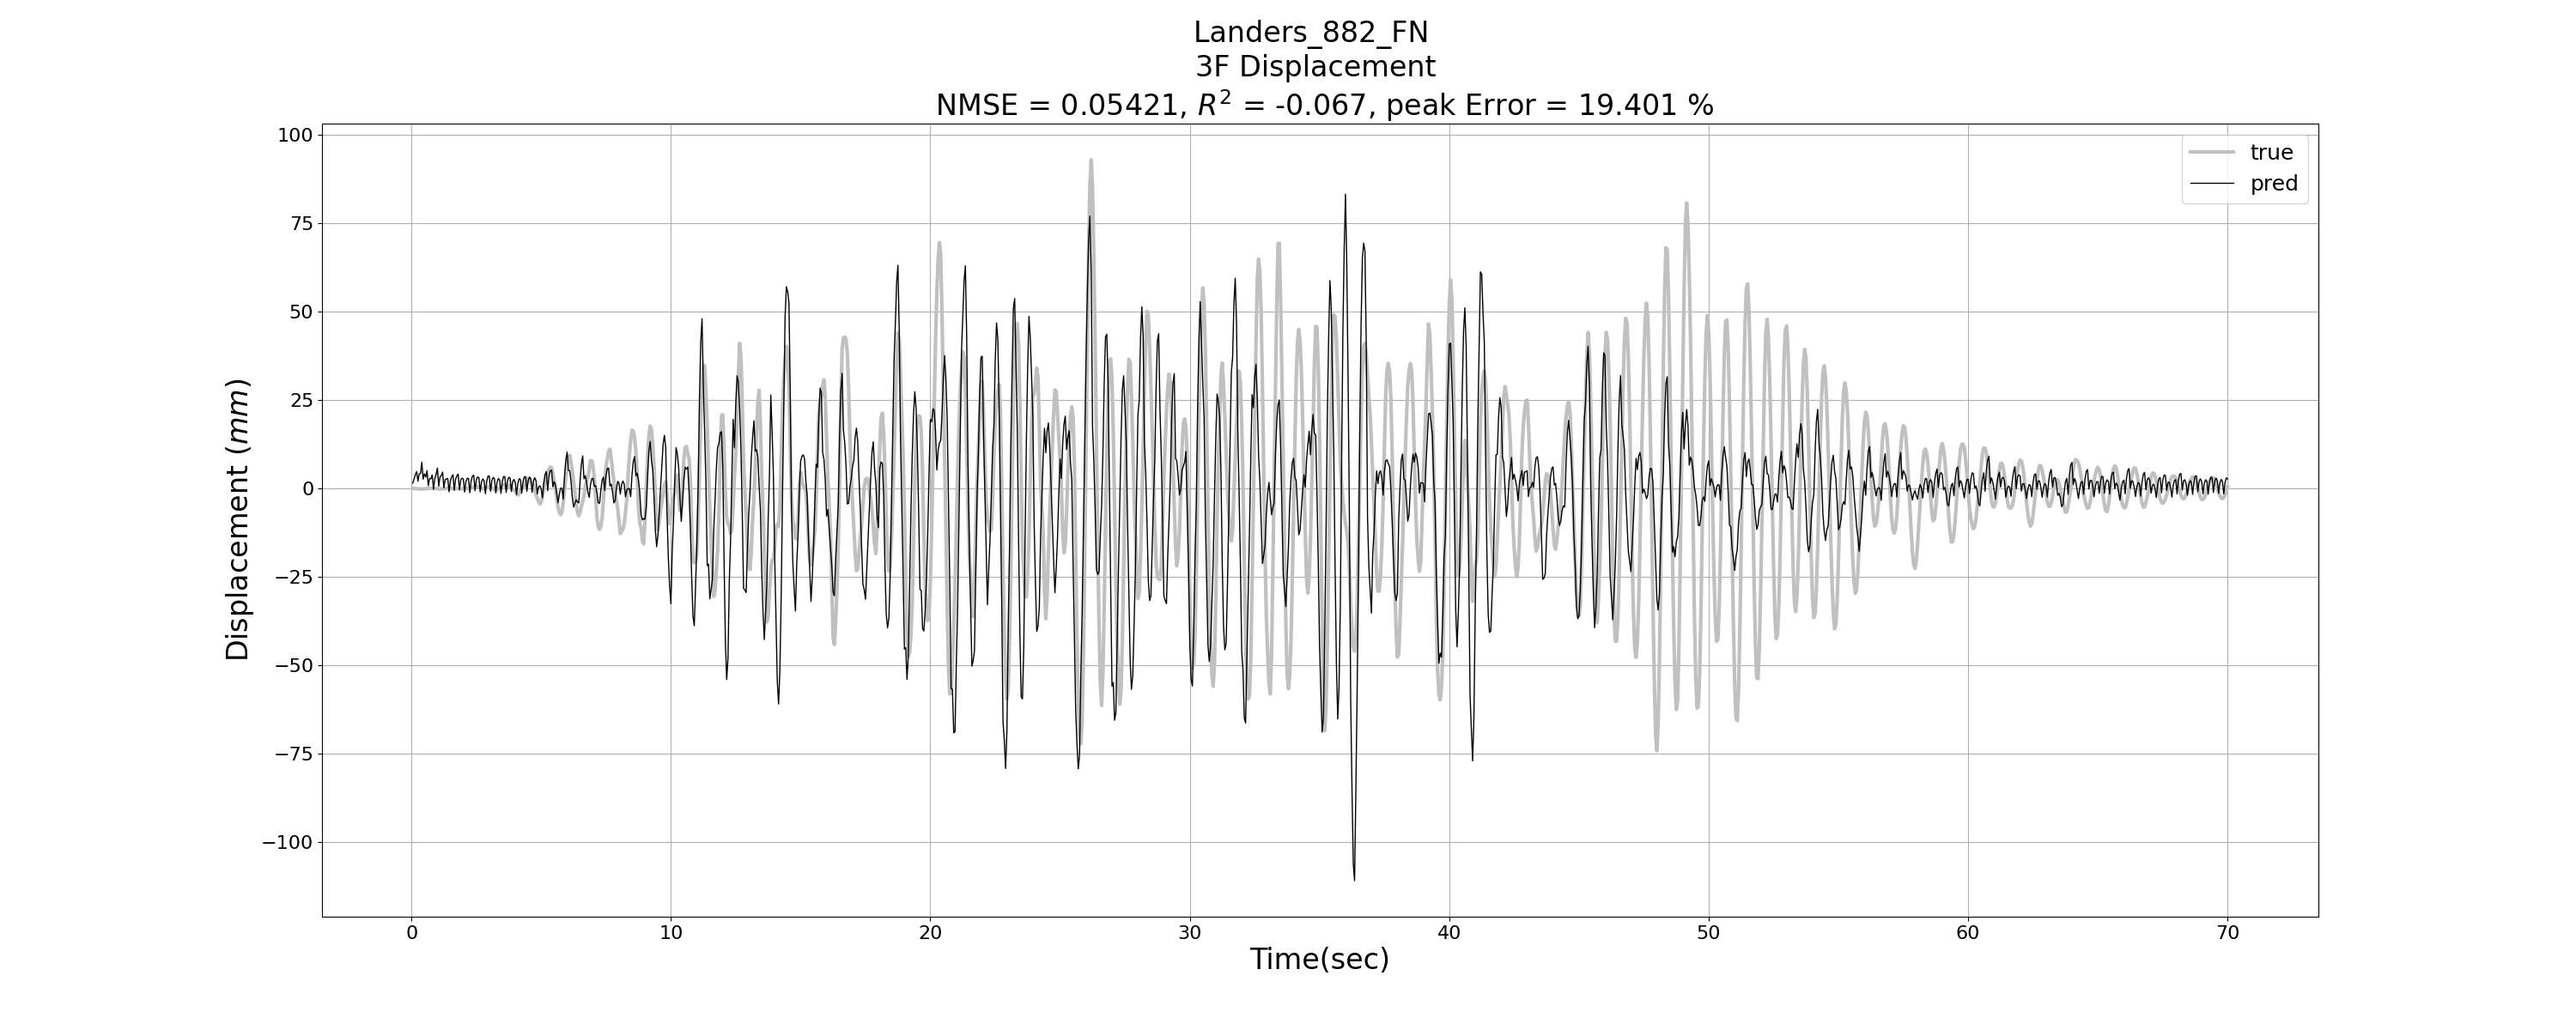 Landers_882_FN
3F Displacement
NMSE = 0.05421, R² = -0.067, peak Error = 19.401 %
true
pred
Displacement (mm)
100
75
50
25
0
−25
−50
−75
−100
0 10 20 30 40 50 60 70
Time(sec)